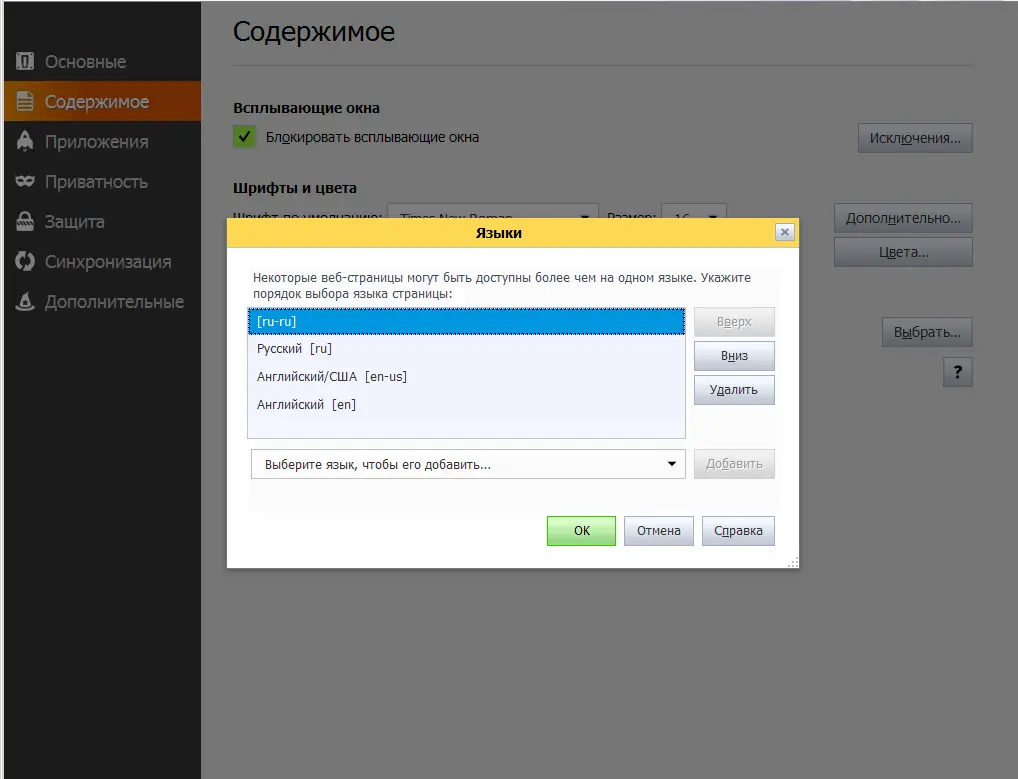 Содержимое
Основные
Содержимое
Приложения
Приватность
Защита
Синхронизация
Дополнительные
Всплывающие окна
Блокировать всплывающие окна
Исключения...
Шрифты и цвета
Шрифт по умолчанию: Times New Roman Размер: 16
Дополнительно...
Цвета...
Выбрать...
?
Языки
Некоторые веб-страницы могут быть доступны более чем на одном языке. Укажите
порядок выбора языка страницы:
[ru-ru]
Русский [ru]
Английский/США [en-us]
Английский [en]
Вверх
Вниз
Удалить
Выберите язык, чтобы его добавить...
Добавить
OK
Отмена
Справка